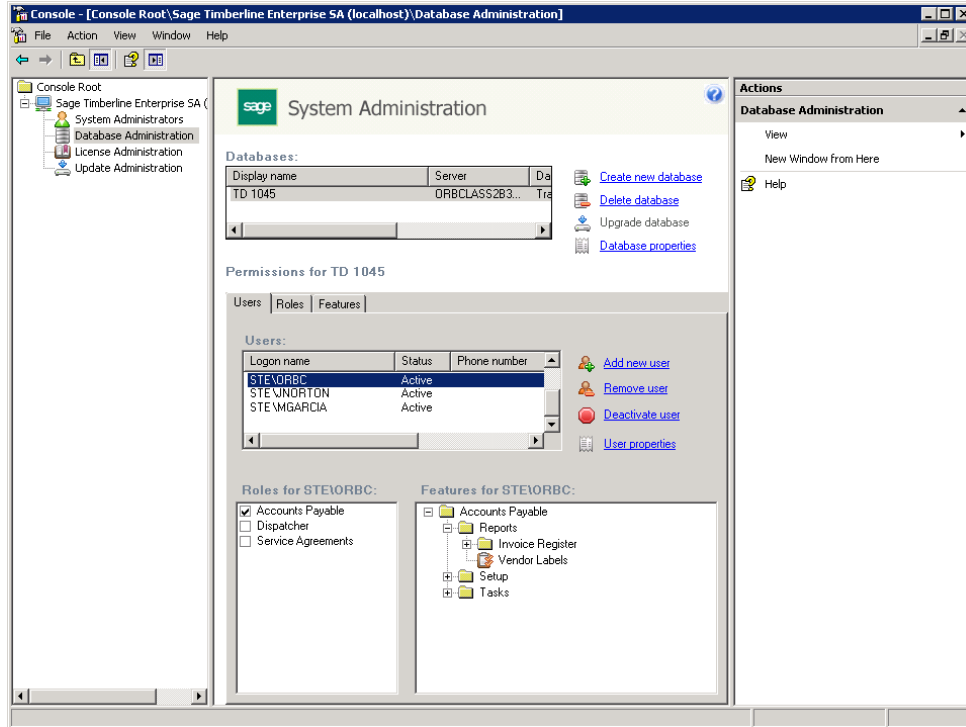 Console - [Console Root\Sage Timberline Enterprise SA (localhost)\Database Administration]
File Action View Window Help
Console Root
Sage Timberline Enterprise SA (
System Administrators
Database Administration
License Administration
Update Administration
sage System Administration
Databases:
Display name Server Da
TD 1045 ORBCLASS2B3... Tra
Create new database
Delete database
Upgrade database
Database properties
Permissions for TD 1045
Users Roles Features
Users:
Logon name Status Phone number
STE\ORBC Active
STE\JNORTON Active
STE\MGARCIA Active
Add new user
Remove user
Deactivate user
User properties
Roles for STE\ORBC:
Accounts Payable
Dispatcher
Service Agreements
Features for STE\ORBC:
Accounts Payable
Reports
Invoice Register
Vendor Labels
Setup
Tasks
Actions
Database Administration
View
New Window from Here
Help